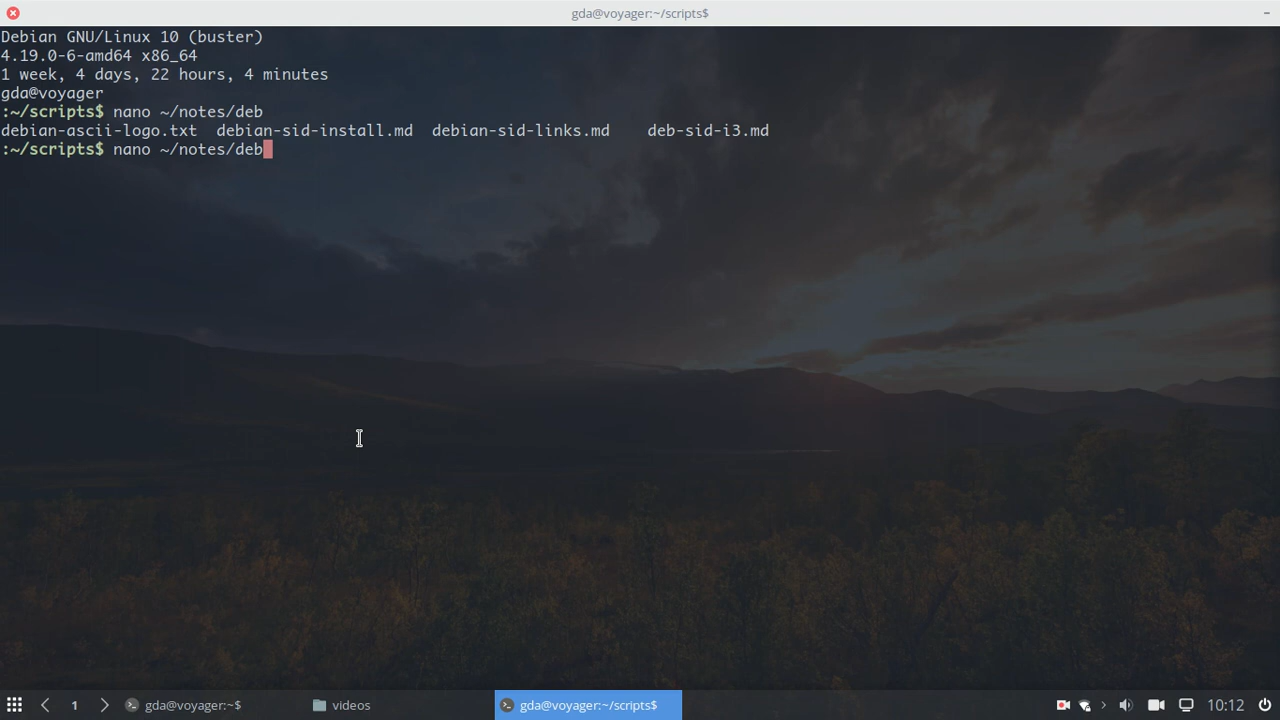 gda@voyager:~/scripts$
Debian GNU/Linux 10 (buster)
4.19.0-6-amd64 x86_64
1 week, 4 days, 22 hours, 4 minutes
gda@voyager
:~/scripts$ nano ~/notes/deb
debian-ascii-logo.txt  debian-sid-install.md  debian-sid-links.md    deb-sid-i3.md
:~/scripts$ nano ~/notes/deb
1 gda@voyager:~$ videos gda@voyager:~/scripts$ 10:12